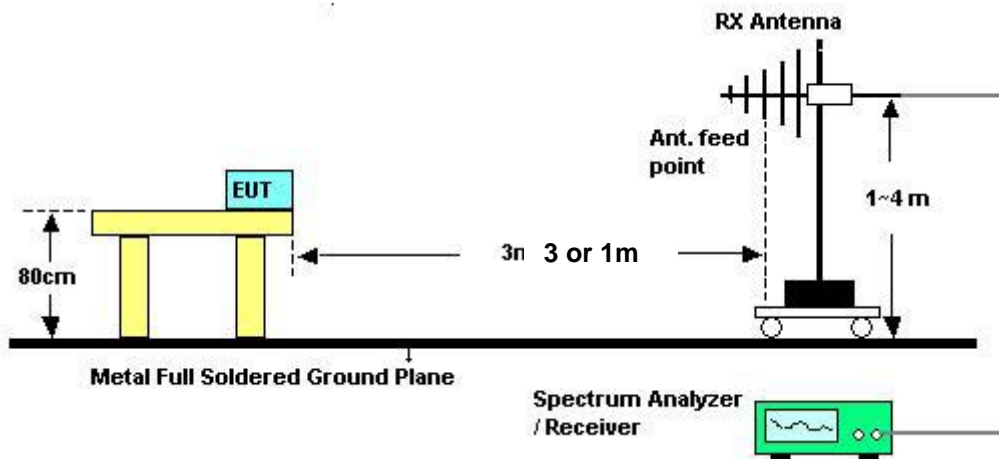 RX Antenna
Ant. feed
point
EUT
1~4 m
3 or 1m
80cm
Metal Full Soldered Ground Plane
Spectrum Analyzer
/ Receiver